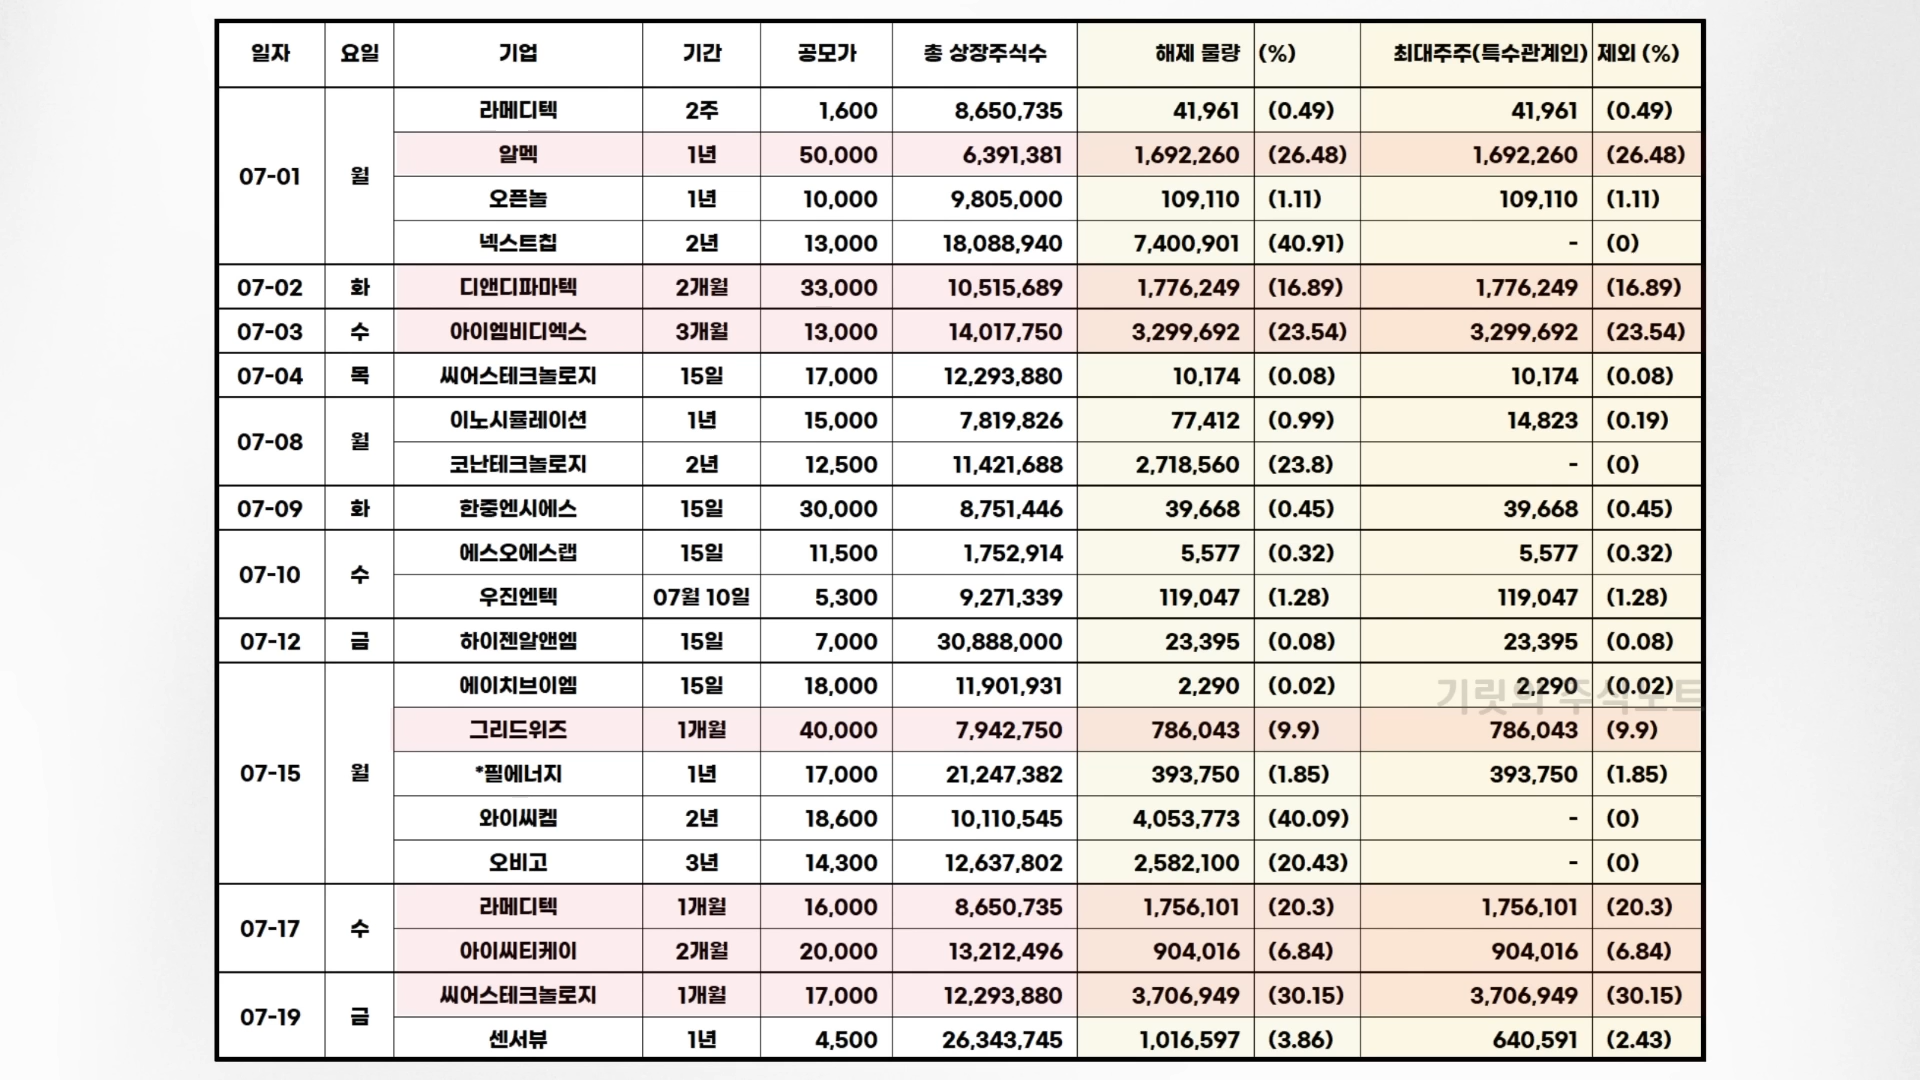 일자 요일 기업 기간 공모가 총 상장주식수 해제 물량 (%) 최대주주(특수관계인) 제외 (%)
07-01 월 라메디텍 2주 1,600 8,650,735 41,961 (0.49) 41,961 (0.49)
알멕 1년 50,000 6,391,381 1,692,260 (26.48) 1,692,260 (26.48)
오픈놀 1년 10,000 9,805,000 109,110 (1.11) 109,110 (1.11)
넥스트칩 2년 13,000 18,088,940 7,400,901 (40.91) - (0)
07-02 화 디앤디파마텍 2개월 33,000 10,515,689 1,776,249 (16.89) 1,776,249 (16.89)
07-03 수 아이엠비디엑스 3개월 13,000 14,017,750 3,299,692 (23.54) 3,299,692 (23.54)
07-04 목 씨어스테크놀로지 15일 17,000 12,293,880 10,174 (0.08) 10,174 (0.08)
07-08 월 이노시뮬레이션 1년 15,000 7,819,826 77,412 (0.99) 14,823 (0.19)
코난테크놀로지 2년 12,500 11,421,688 2,718,560 (23.8) - (0)
07-09 화 한중엔시에스 15일 30,000 8,751,446 39,668 (0.45) 39,668 (0.45)
07-10 수 에스오에스랩 15일 11,500 1,752,914 5,577 (0.32) 5,577 (0.32)
우진엔텍 07월 10일 5,300 9,271,339 119,047 (1.28) 119,047 (1.28)
07-12 금 하이젠알앤엠 15일 7,000 30,888,000 23,395 (0.08) 23,395 (0.08)
07-15 월 에이치브이엠 15일 18,000 11,901,931 2,290 (0.02) 2,290 (0.02)
기릿의 주식노트
그리드위즈 1개월 40,000 7,942,750 786,043 (9.9) 786,043 (9.9)
*필에너지 1년 17,000 21,247,382 393,750 (1.85) 393,750 (1.85)
와이씨켐 2년 18,600 10,110,545 4,053,773 (40.09) - (0)
오비고 3년 14,300 12,637,802 2,582,100 (20.43) - (0)
07-17 수 라메디텍 1개월 16,000 8,650,735 1,756,101 (20.3) 1,756,101 (20.3)
아이씨티케이 2개월 20,000 13,212,496 904,016 (6.84) 904,016 (6.84)
07-19 금 씨어스테크놀로지 1개월 17,000 12,293,880 3,706,949 (30.15) 3,706,949 (30.15)
센서뷰 1년 4,500 26,343,745 1,016,597 (3.86) 640,591 (2.43)